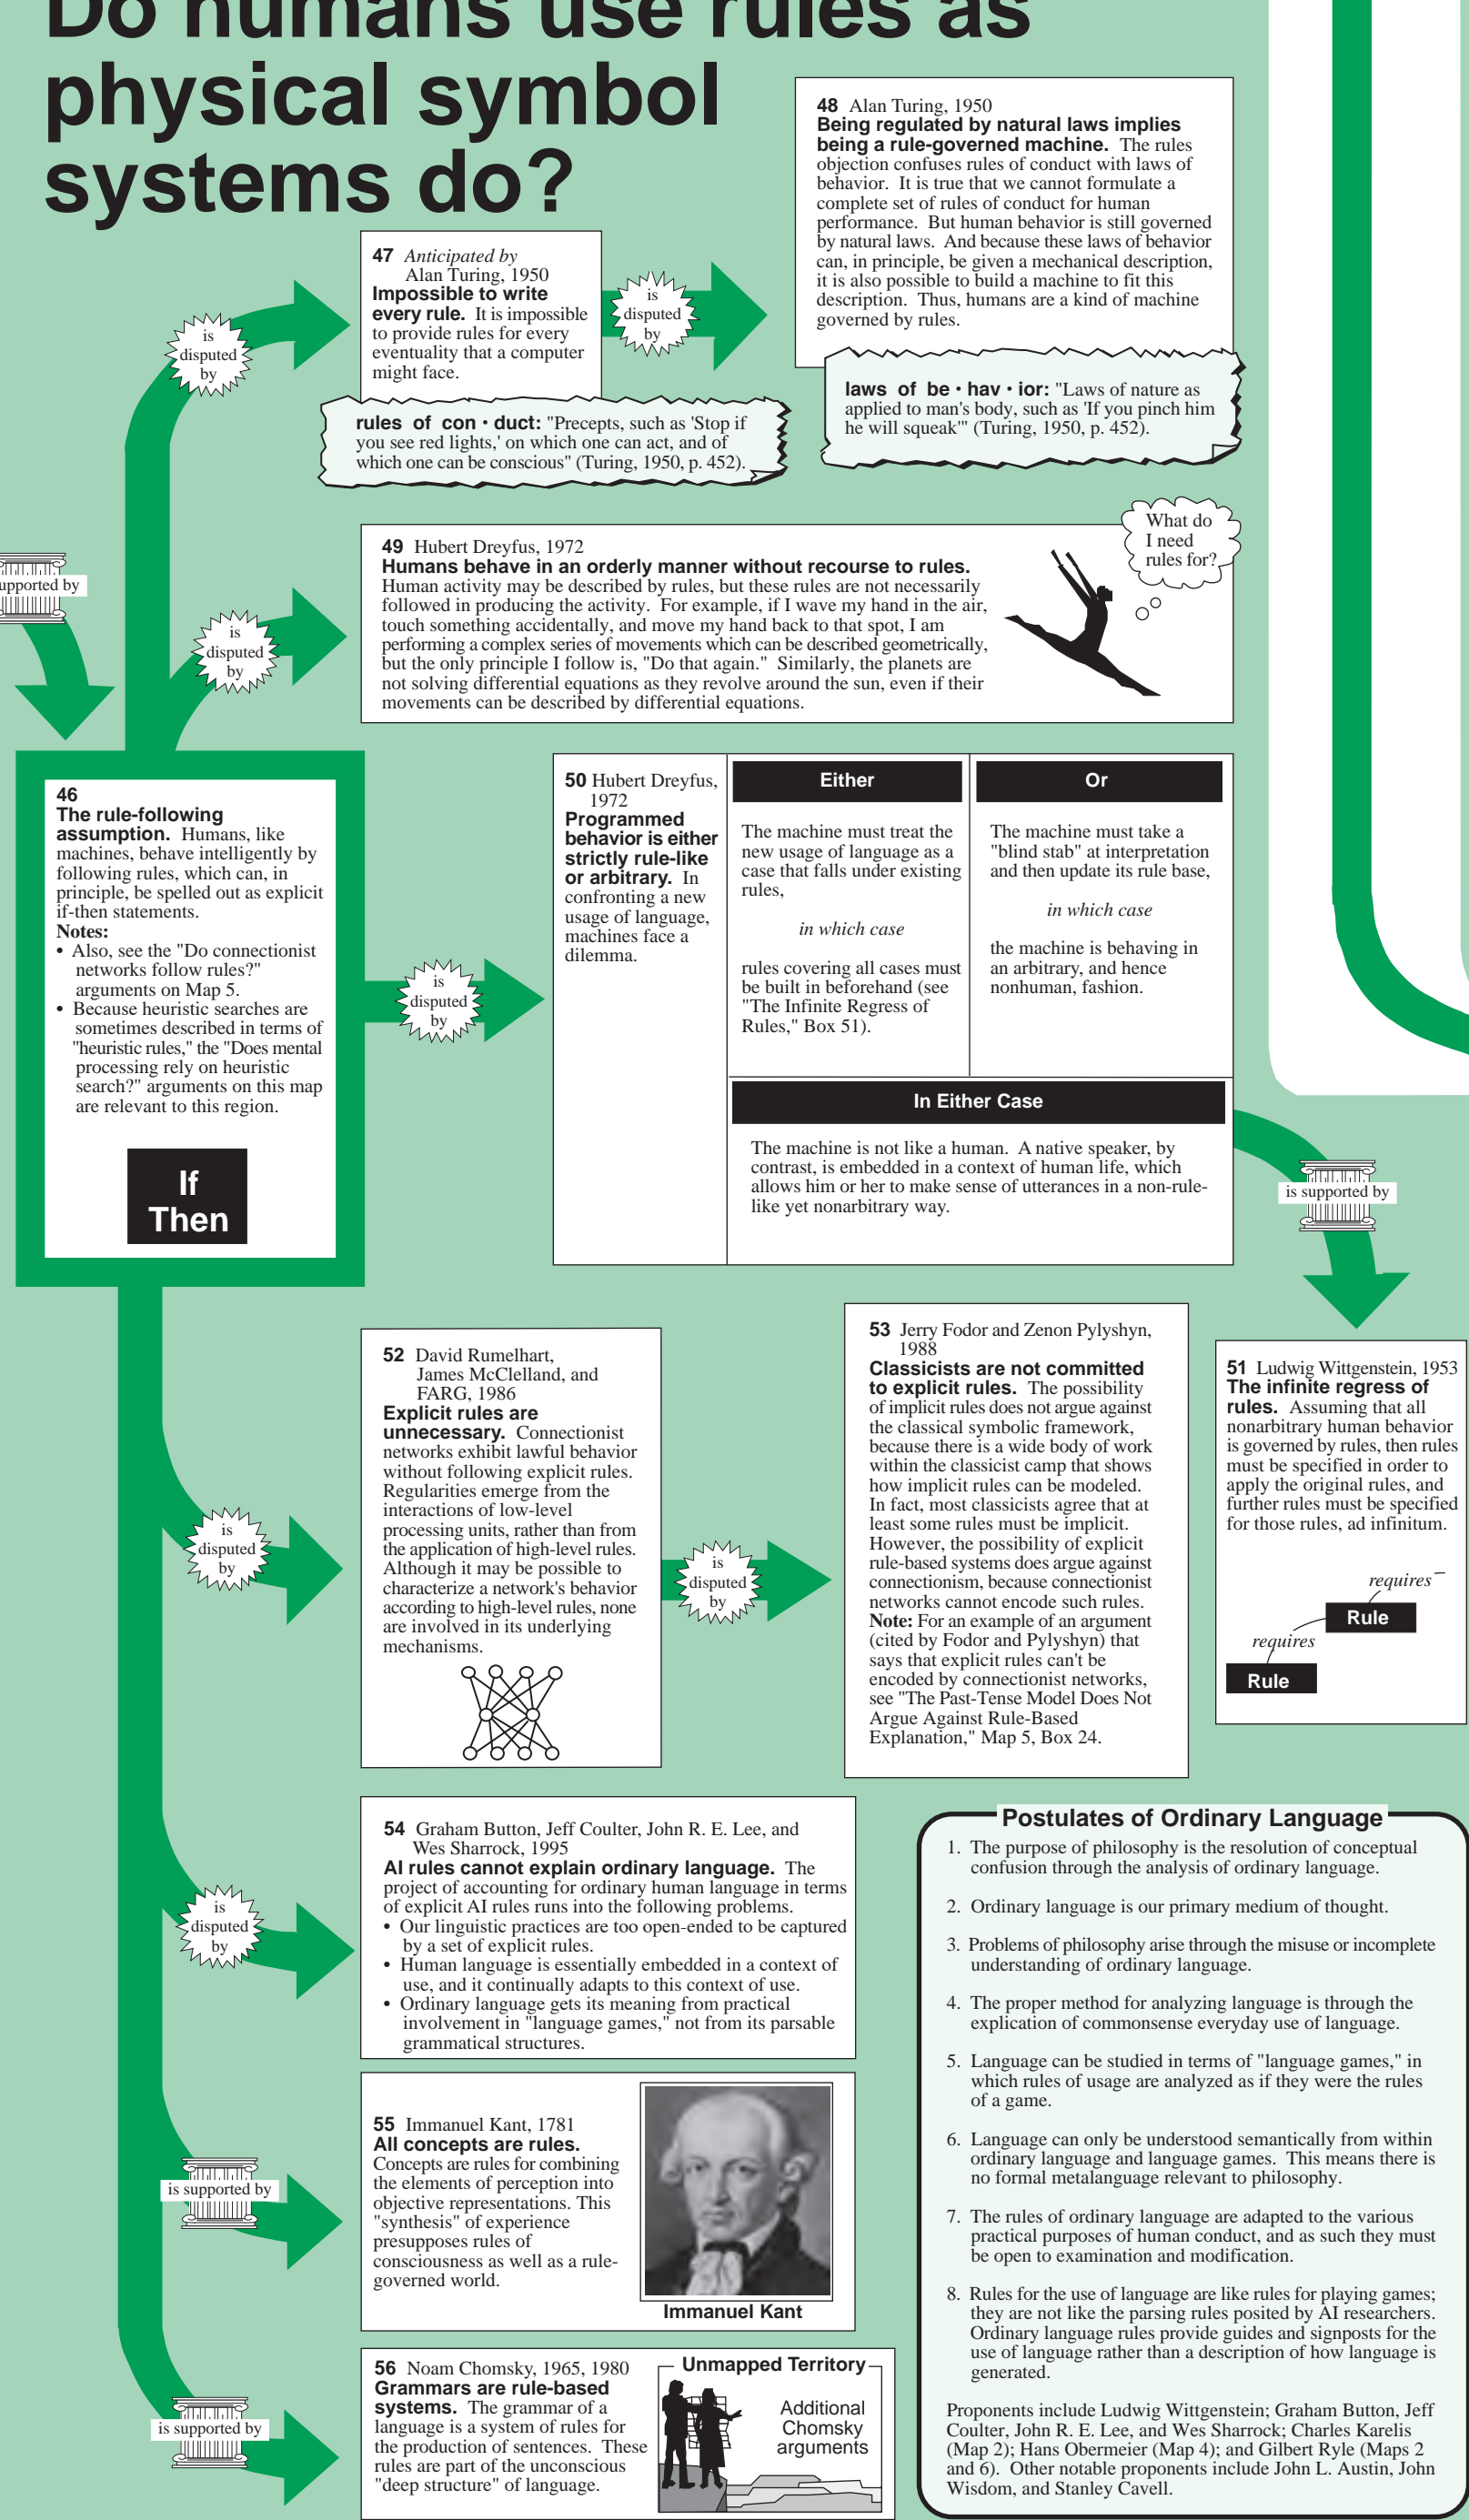 Do humans use rules as
physical symbol
systems do?
48 Alan Turing, 1950
Being regulated by natural laws implies
being a rule-governed machine. The rules
objection confuses rules of conduct with laws of
behavior. It is true that we cannot formulate a
complete set of rules of conduct for human
performance. But human behavior is still governed
by natural laws. And because these laws of behavior
can, in principle, be given a mechanical description,
it is also possible to build a machine to fit this
description. Thus, humans are a kind of machine
governed by rules.
47 Anticipated by
Alan Turing, 1950
Impossible to write
every rule. It is impossible
to provide rules for every
eventuality that a computer
might face.
is
disputed
by
is
disputed
by
laws of be • hav • ior: "Laws of nature as
applied to man's body, such as 'If you pinch him
he will squeak'" (Turing, 1950, p. 452).
rules of con • duct: "Precepts, such as 'Stop if
you see red lights,' on which one can act, and of
which one can be conscious" (Turing, 1950, p. 452).
What do
I need
rules for?
49 Hubert Dreyfus, 1972
Humans behave in an orderly manner without recourse to rules.
Human activity may be described by rules, but these rules are not necessarily
followed in producing the activity. For example, if I wave my hand in the air,
touch something accidentally, and move my hand back to that spot, I am
performing a complex series of movements which can be described geometrically,
but the only principle I follow is, "Do that again." Similarly, the planets are
not solving differential equations as they revolve around the sun, even if their
movements can be described by differential equations.
upported by
is
disputed
by
46
The rule-following
assumption. Humans, like
machines, behave intelligently by
following rules, which can, in
principle, be spelled out as explicit
if-then statements.
Notes:
• Also, see the "Do connectionist
networks follow rules?"
arguments on Map 5.
• Because heuristic searches are
sometimes described in terms of
"heuristic rules," the "Does mental
processing rely on heuristic
search?" arguments on this map
are relevant to this region.
If
Then
is
disputed
by
50 Hubert Dreyfus,
1972
Programmed
behavior is either
strictly rule-like
or arbitrary. In
confronting a new
usage of language,
machines face a
dilemma.
Either
The machine must treat the
new usage of language as a
case that falls under existing
rules,
in which case
rules covering all cases must
be built in beforehand (see
"The Infinite Regress of
Rules," Box 51).
Or
The machine must take a
"blind stab" at interpretation
and then update its rule base,
in which case
the machine is behaving in
an arbitrary, and hence
nonhuman, fashion.
In Either Case
The machine is not like a human. A native speaker, by
contrast, is embedded in a context of human life, which
allows him or her to make sense of utterances in a non-rule-
like yet nonarbitrary way.
is supported by
52 David Rumelhart,
James McClelland, and
FARG, 1986
Explicit rules are
unnecessary. Connectionist
networks exhibit lawful behavior
without following explicit rules.
Regularities emerge from the
interactions of low-level
processing units, rather than from
the application of high-level rules.
Although it may be possible to
characterize a network's behavior
according to high-level rules, none
are involved in its underlying
mechanisms.
is
disputed
by
is
disputed
by
53 Jerry Fodor and Zenon Pylyshyn,
1988
Classicists are not committed
to explicit rules. The possibility
of implicit rules does not argue against
the classical symbolic framework,
because there is a wide body of work
within the classicist camp that shows
how implicit rules can be modeled.
In fact, most classicists agree that at
least some rules must be implicit.
However, the possibility of explicit
rule-based systems does argue against
connectionism, because connectionist
networks cannot encode such rules.
Note: For an example of an argument
(cited by Fodor and Pylyshyn) that
says that explicit rules can't be
encoded by connectionist networks,
see "The Past-Tense Model Does Not
Argue Against Rule-Based
Explanation," Map 5, Box 24.
51 Ludwig Wittgenstein, 1953
The infinite regress of
rules. Assuming that all
nonarbitrary human behavior
is governed by rules, then rules
must be specified in order to
apply the original rules, and
further rules must be specified
for those rules, ad infinitum.
requires
Rule
requires
Rule
54 Graham Button, Jeff Coulter, John R. E. Lee, and
Wes Sharrock, 1995
AI rules cannot explain ordinary language. The
project of accounting for ordinary human language in terms
of explicit AI rules runs into the following problems.
• Our linguistic practices are too open-ended to be captured
by a set of explicit rules.
• Human language is essentially embedded in a context of
use, and it continually adapts to this context of use.
• Ordinary language gets its meaning from practical
involvement in "language games," not from its parsable
grammatical structures.
is
disputed
by
55 Immanuel Kant, 1781
All concepts are rules.
Concepts are rules for combining
the elements of perception into
objective representations. This
"synthesis" of experience
presupposes rules of
consciousness as well as a rule-
governed world.
Immanuel Kant
is supported by
56 Noam Chomsky, 1965, 1980
Grammars are rule-based
systems. The grammar of a
language is a system of rules for
the production of sentences. These
rules are part of the unconscious
"deep structure" of language.
is supported by
Unmapped Territory
Additional
Chomsky
arguments
Postulates of Ordinary Language
1. The purpose of philosophy is the resolution of conceptual
confusion through the analysis of ordinary language.
2. Ordinary language is our primary medium of thought.
3. Problems of philosophy arise through the misuse or incomplete
understanding of ordinary language.
4. The proper method for analyzing language is through the
explication of commonsense everyday use of language.
5. Language can be studied in terms of "language games," in
which rules of usage are analyzed as if they were the rules
of a game.
6. Language can only be understood semantically from within
ordinary language and language games. This means there is
no formal metalanguage relevant to philosophy.
7. The rules of ordinary language are adapted to the various
practical purposes of human conduct, and as such they must
be open to examination and modification.
8. Rules for the use of language are like rules for playing games;
they are not like the parsing rules posited by AI researchers.
Ordinary language rules provide guides and signposts for the
use of language rather than a description of how language is
generated.
Proponents include Ludwig Wittgenstein; Graham Button, Jeff
Coulter, John R. E. Lee, and Wes Sharrock; Charles Karelis
(Map 2); Hans Obermeier (Map 4); and Gilbert Ryle (Maps 2
and 6). Other notable proponents include John L. Austin, John
Wisdom, and Stanley Cavell.